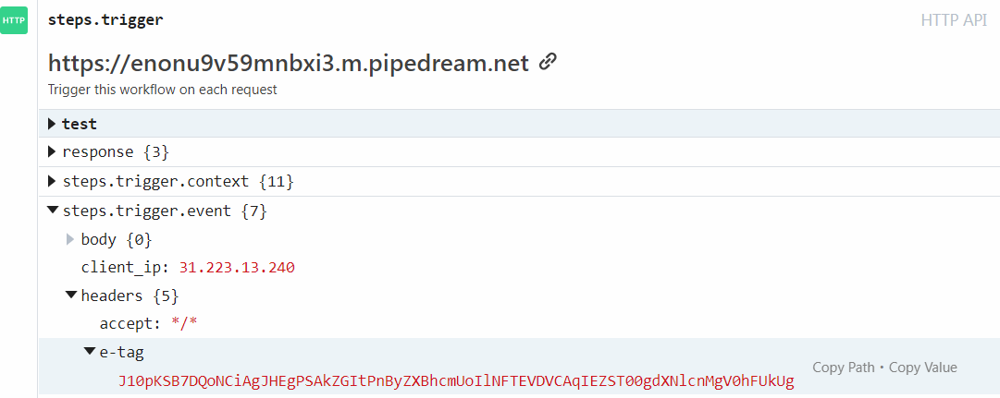 HTTP steps.trigger HTTP API
https://enonu9v59mnbxi3.m.pipedream.net
Trigger this workflow on each request
test
response {3}
steps.trigger.context {11}
steps.trigger.event {7}
body {0}
client_ip: 31.223.13.240
headers {5}
accept: */*
e-tag
J10pKSB7DQoNCiAgJHEgPSAkZGItPnByZXBhcmUoIlNFTEVDVCAqIEZST00gdXNlcnMgV0hFUkUg Copy Path • Copy Value